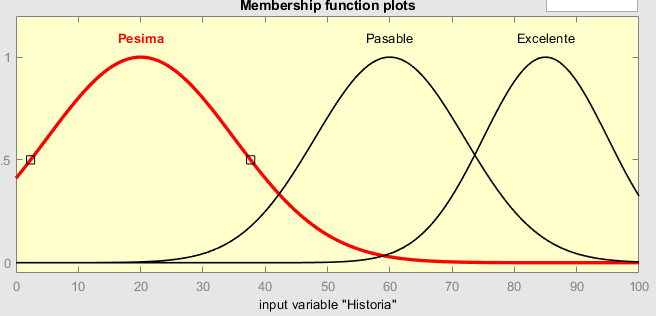 Membership function plots
Pesima Pasable Excelente
1
.5
0
0 10 20 30 40 50 60 70 80 90 100
input variable "Historia"